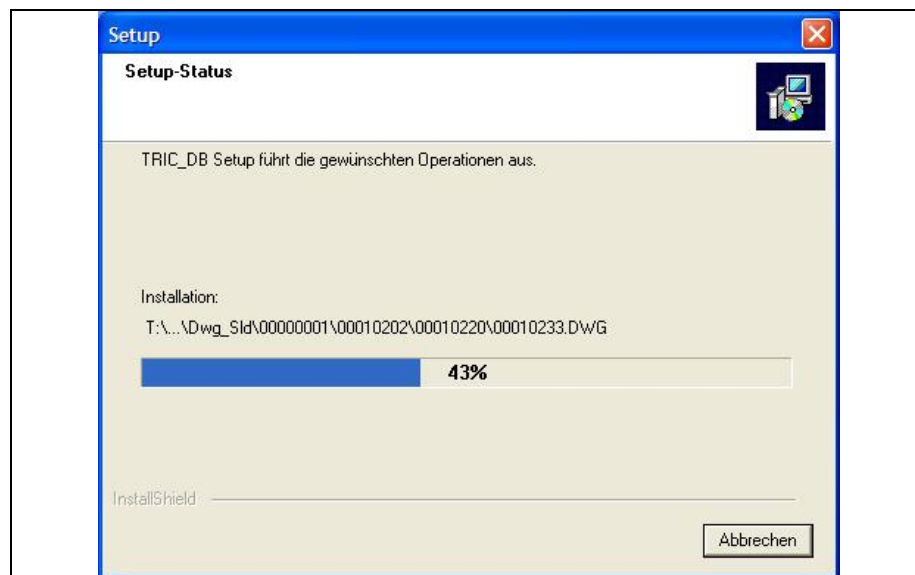 Setup
Setup-Status
TRIC_DB Setup führt die gewünschten Operationen aus.
Installation:
T:\...\Dwg_Sld\00000001\00010202\00010220\00010233.DWG
43%
InstallShield
Abbrechen